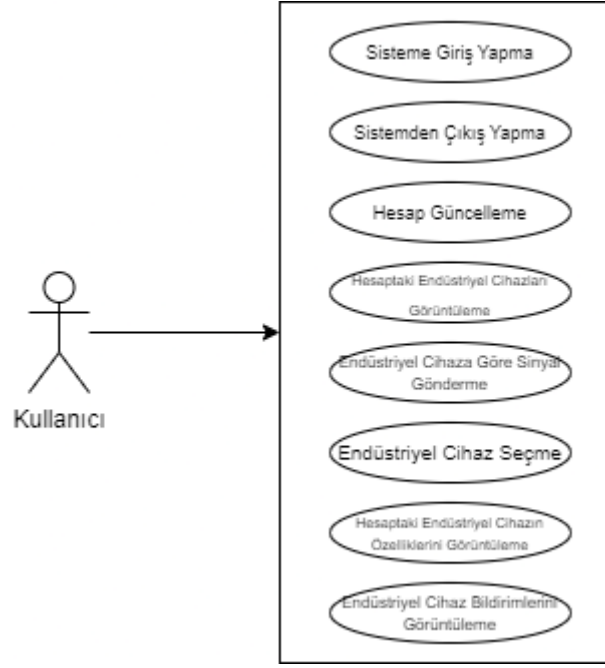 Sisteme Giriş Yapma
Sistemden Çıkış Yapma
Hesap Güncelleme
Hesaptaki Endüstriyel Cihazları
Görüntüleme
Endüstriyel Cihaza Göre Sinyal
Gönderme
Endüstriyel Cihaz Seçme
Hesaptaki Endüstriyel Cihazın
Özelliklerini Görüntüleme
Endüstriyel Cihaz Bildirimlerini
Görüntüleme
Kullanıcı